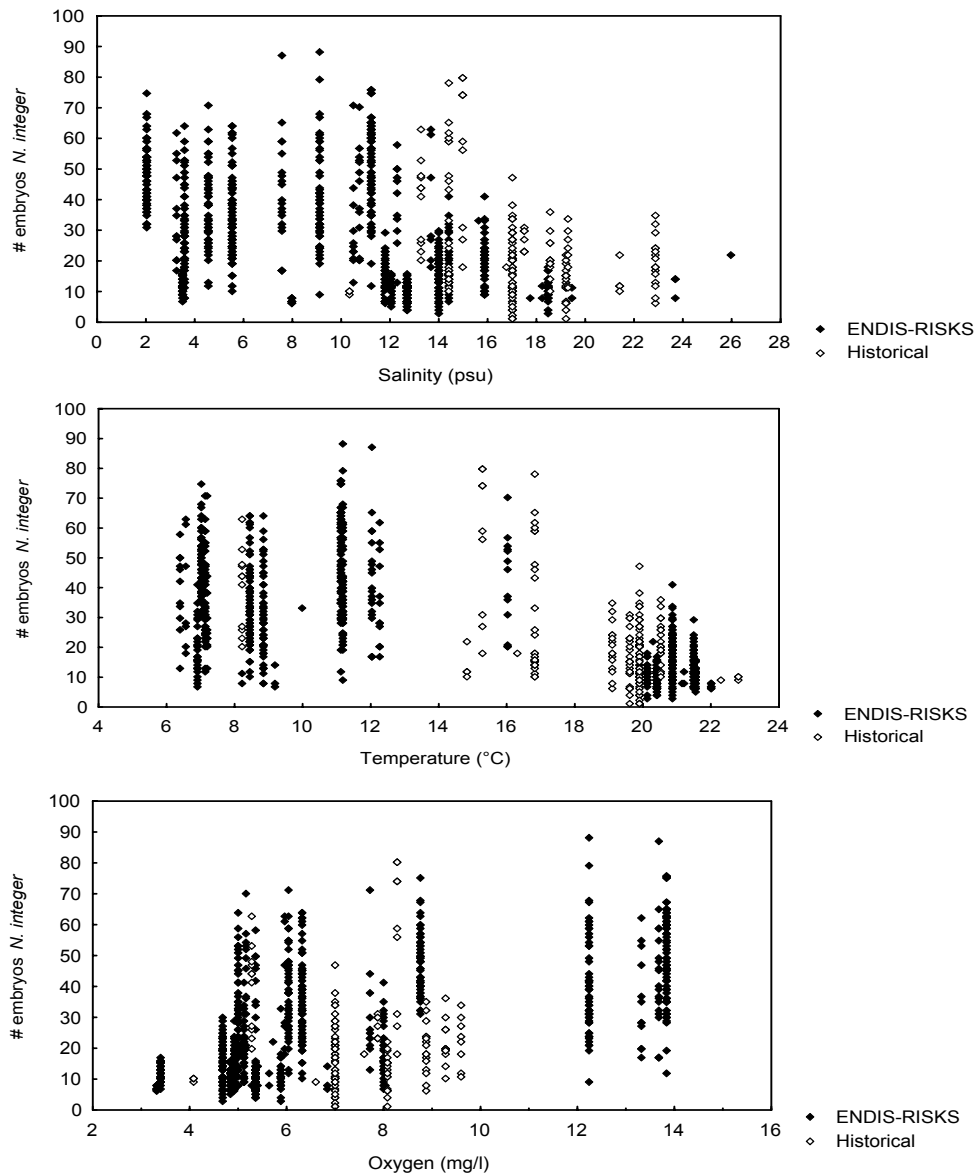 100
90
80
70
60
50
40
30
20
10
0
# embryos N. integer
0 2 4 6 8 10 12 14 16 18 20 22 24 26 28
Salinity (psu)
ENDIS-RISKS
Historical
100
90
80
70
60
50
40
30
20
10
0
# embryos N. integer
4 6 8 10 12 14 16 18 20 22 24
Temperature (°C)
ENDIS-RISKS
Historical
100
90
80
70
60
50
40
30
20
10
0
# embryos N. integer
2 4 6 8 10 12 14 16
Oxygen (mg/l)
ENDIS-RISKS
Historical